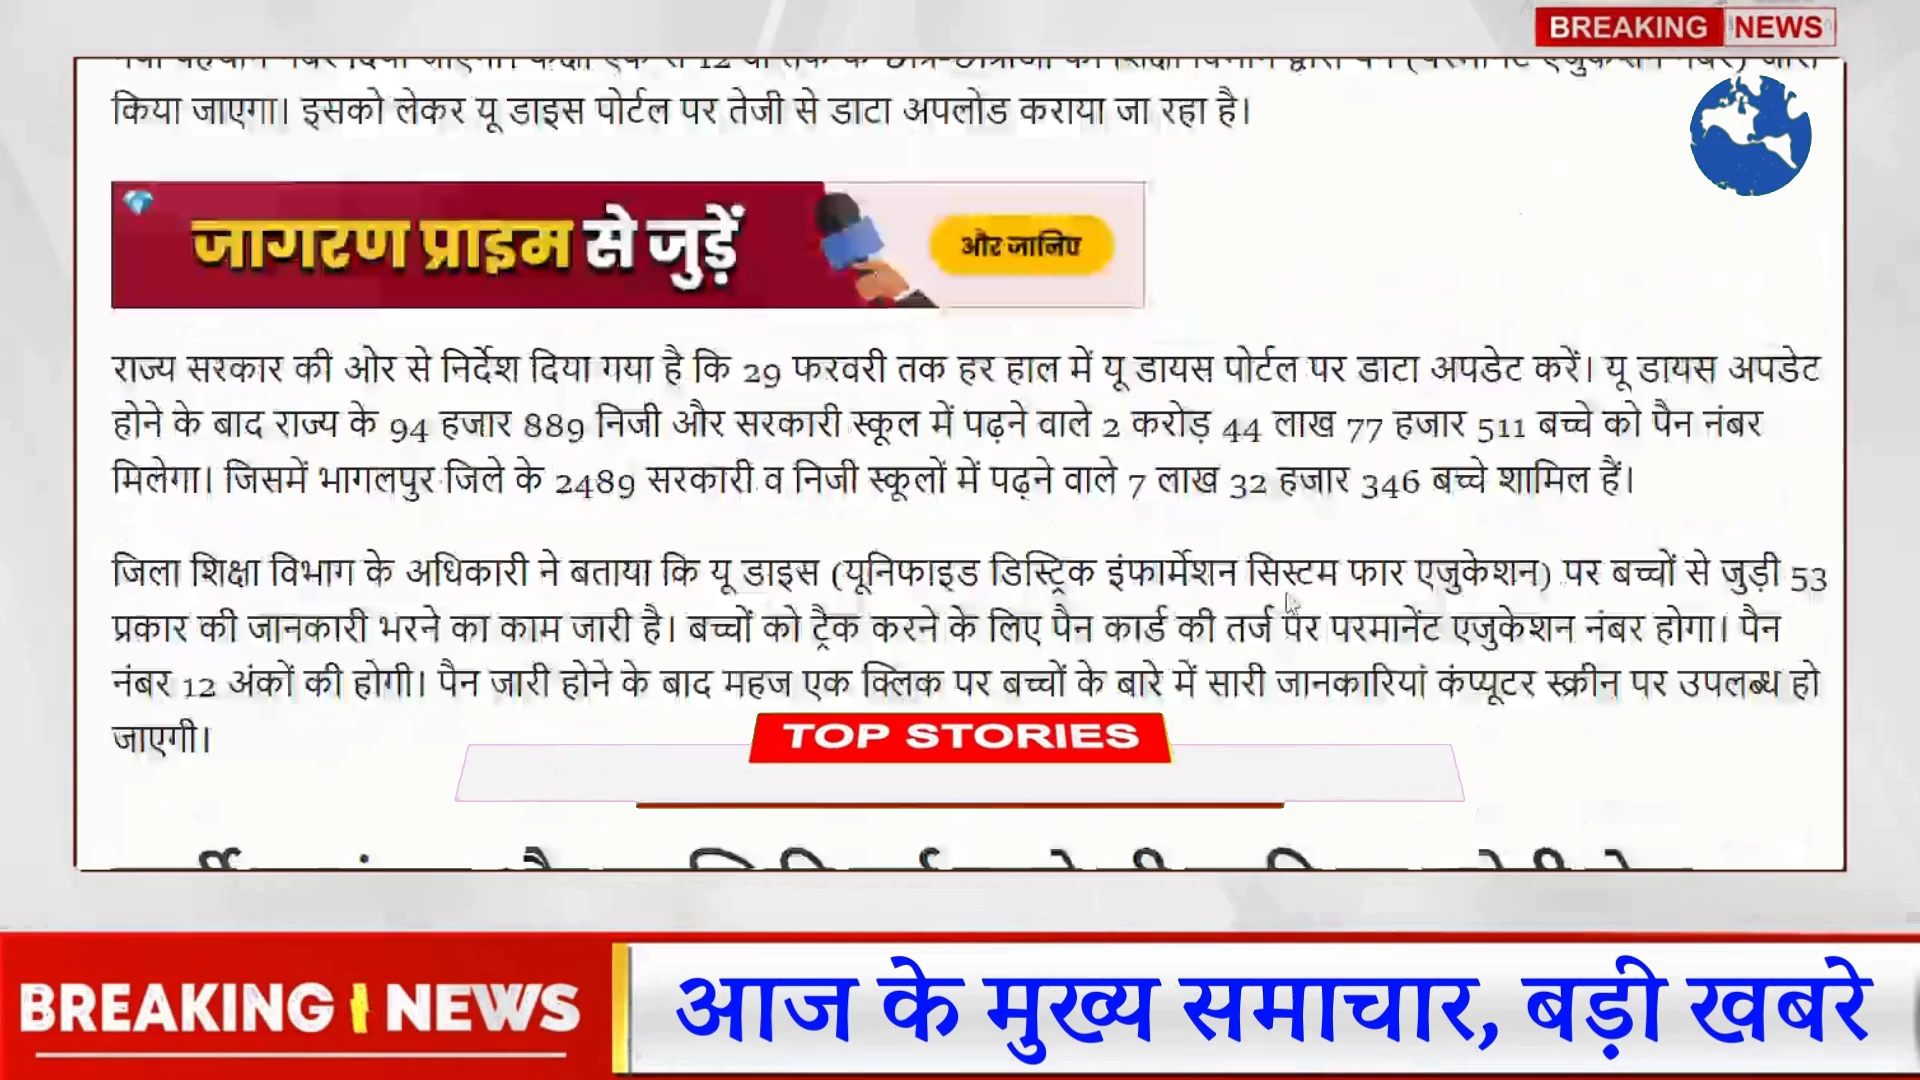 BREAKING NEWS
किया जाएगा। इसको लेकर यू डाइस पोर्टल पर तेजी से डाटा अपलोड कराया जा रहा है।
जागरण प्राइम से जुड़ें
और जानिए
राज्य सरकार की ओर से निर्देश दिया गया है कि 29 फरवरी तक हर हाल में यू डायस पोर्टल पर डाटा अपडेट करें। यू डायस अपडेट
होने के बाद राज्य के 94 हजार 889 निजी और सरकारी स्कूल में पढ़ने वाले 2 करोड़ 44 लाख 77 हजार 511 बच्चे को पैन नंबर
मिलेगा। जिसमें भागलपुर जिले के 2489 सरकारी व निजी स्कूलों में पढ़ने वाले 7 लाख 32 हजार 346 बच्चे शामिल हैं।
जिला शिक्षा विभाग के अधिकारी ने बताया कि यू डाइस (यूनिफाइड डिस्ट्रिक इंफार्मेशन सिस्टम फार एजुकेशन) पर बच्चों से जुड़ी 53
प्रकार की जानकारी भरने का काम जारी है। बच्चों को ट्रैक करने के लिए पैन कार्ड की तर्ज पर परमानेंट एजुकेशन नंबर होगा। पैन
नंबर 12 अंकों की होगी। पैन जारी होने के बाद महज एक क्लिक पर बच्चों के बारे में सारी जानकारियां कंप्यूटर स्क्रीन पर उपलब्ध हो
जाएगी।
TOP STORIES
BREAKING NEWS
आज के मुख्य समाचार, बड़ी खबरे